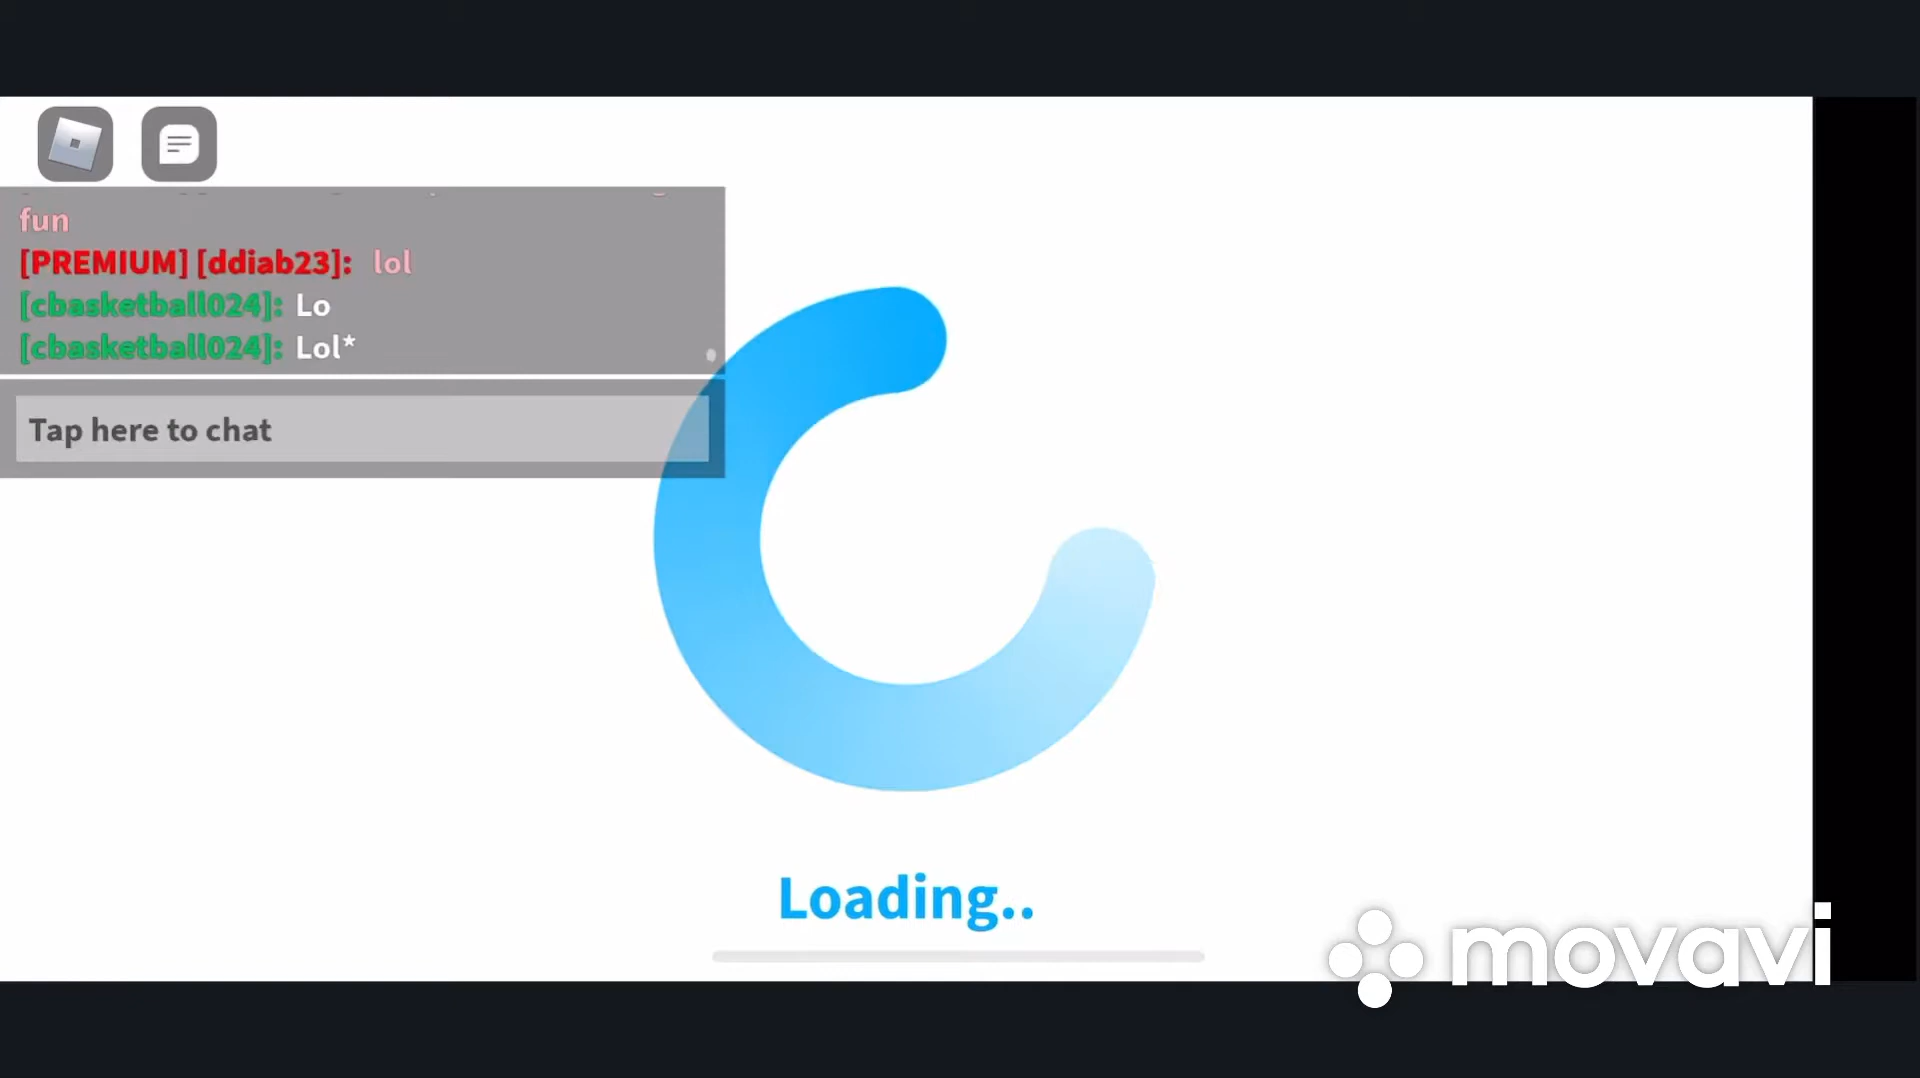 fun
[PREMIUM] [ddiab23]: lol
[cbasketball024]: Lo
[cbasketball024]: Lol*
Tap here to chat
Loading..
movavi